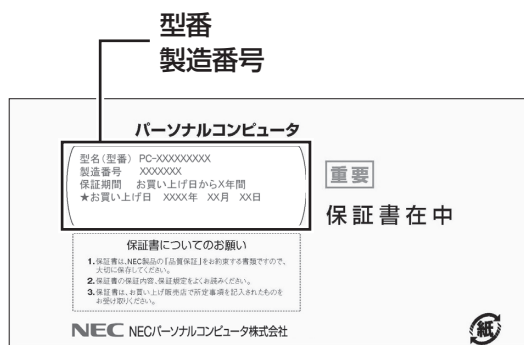 型番
製造番号
パーソナルコンピュータ
型名(型番) PC-XXXXXXXXX
製造番号 XXXXXXX
保証期間 お買い上げ日からX年間
★お買い上げ日 XXXX年 XX月 XX日
重要
保証書在中
保証書についてのお願い
1.保証書は、NEC製品の『品質保証』をお約束する書類ですので、
大切に保存してください。
2.保証書の保証内容、保証規定をよくお読みください。
3.保証書は、お買い上げ販売店で所定事項を記入されたものを
お受け取りください。
NEC NECパーソナルコンピュータ株式会社
紙